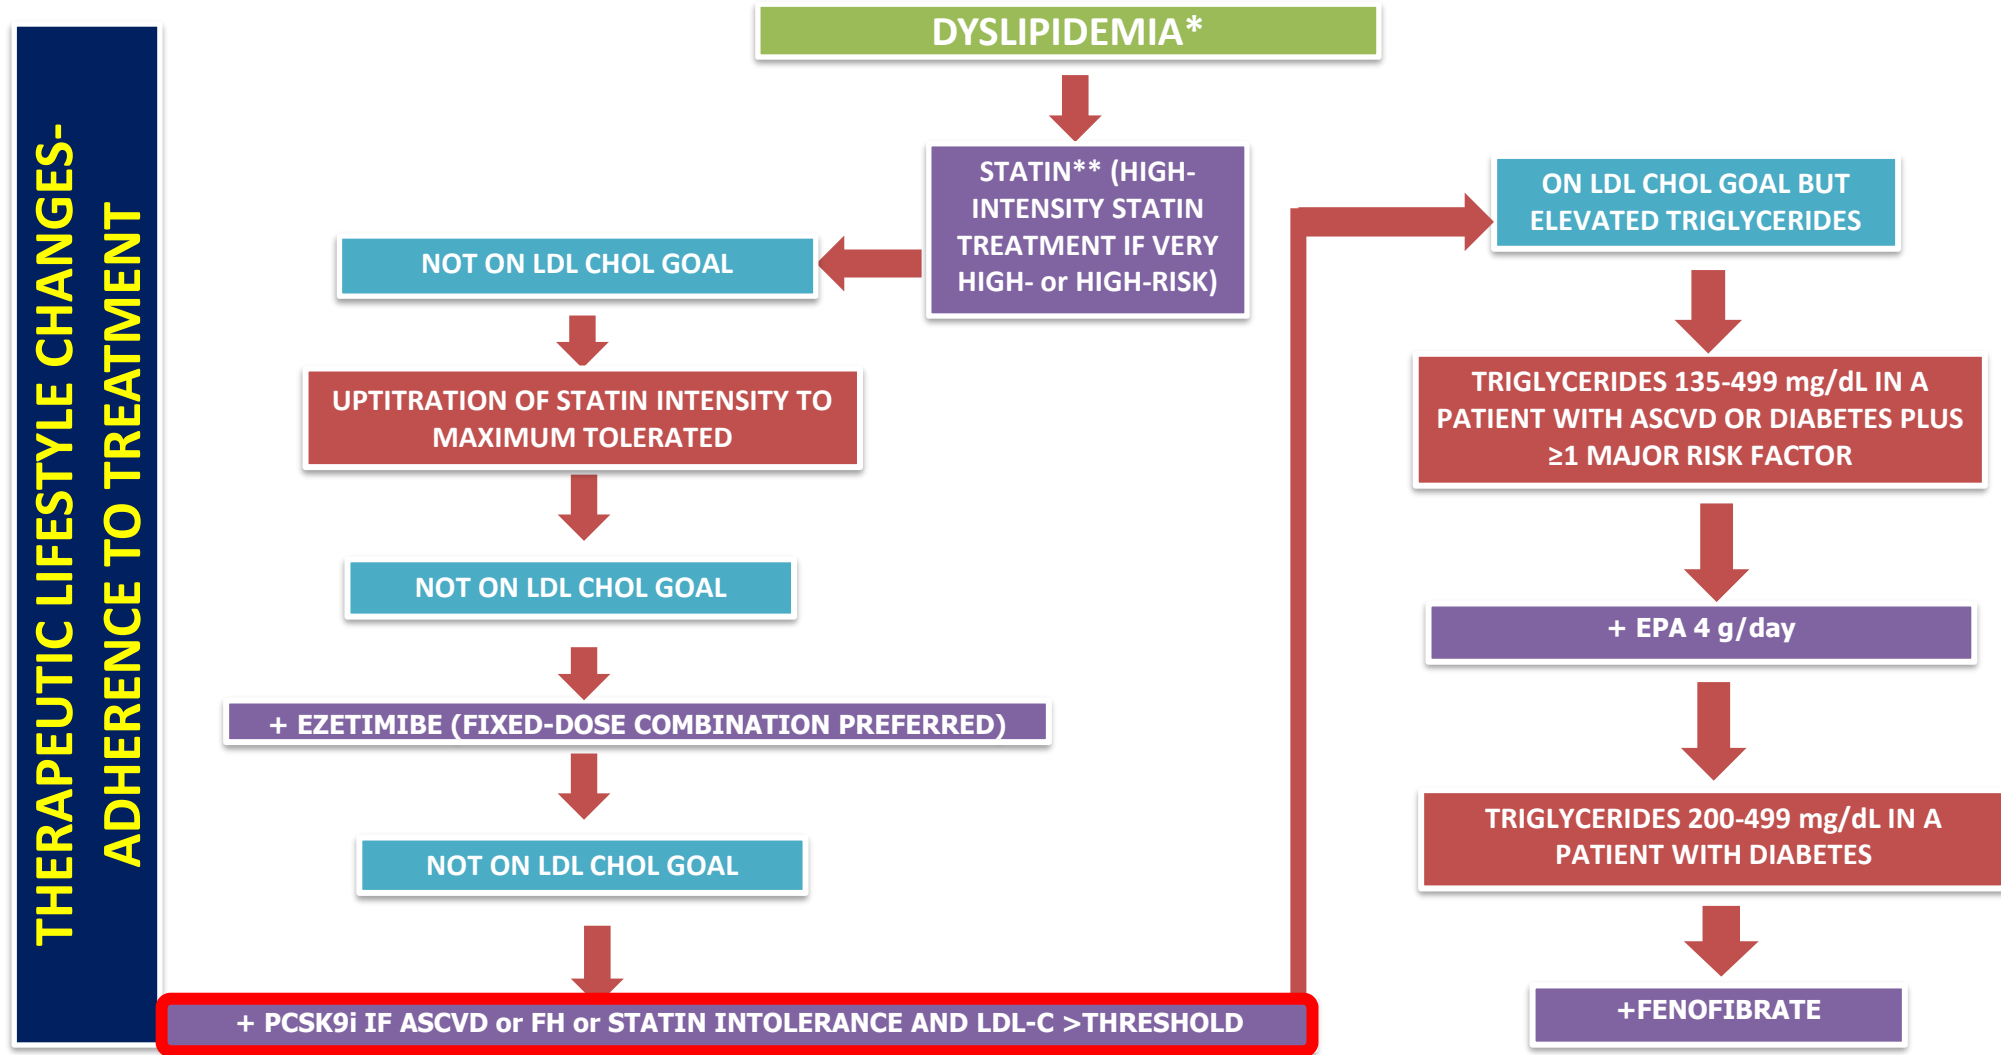 THERAPEUTIC LIFESTYLE CHANGES-
ADHERENCE TO TREATMENT
DYSLIPIDEMIA*
STATIN** (HIGH-
INTENSITY STATIN
TREATMENT IF VERY
HIGH- or HIGH-RISK)
NOT ON LDL CHOL GOAL
UPTITRATION OF STATIN INTENSITY TO
MAXIMUM TOLERATED
NOT ON LDL CHOL GOAL
+ EZETIMIBE (FIXED-DOSE COMBINATION PREFERRED)
NOT ON LDL CHOL GOAL
+ PCSK9i IF ASCVD or FH or STATIN INTOLERANCE AND LDL-C >THRESHOLD
ON LDL CHOL GOAL BUT
ELEVATED TRIGLYCERIDES
TRIGLYCERIDES 135-499 mg/dL IN A
PATIENT WITH ASCVD OR DIABETES PLUS
≥1 MAJOR RISK FACTOR
+ EPA 4 g/day
TRIGLYCERIDES 200-499 mg/dL IN A
PATIENT WITH DIABETES
+FENOFIBRATE